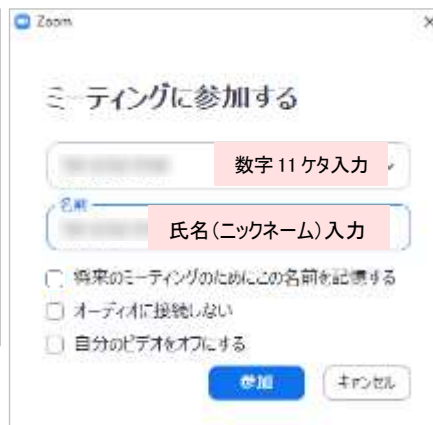 Zoom
ミーティングに参加する
数字 11 ケタ入力
名前
氏名(ニックネーム)入力
将来のミーティングのためにこの名前を記憶する
オーディオに接続しない
自分のビデオをオフにする
参加
キャンセル